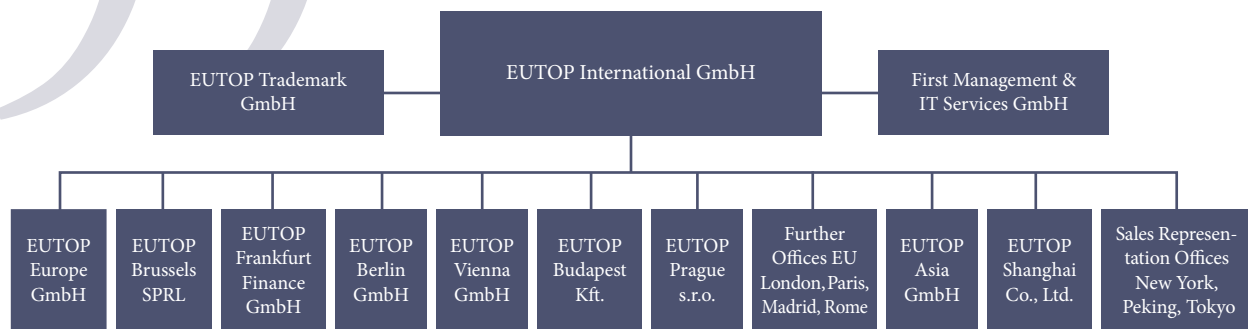 EUTOP International GmbH
EUTOP Trademark
GmbH
First Management &
IT Services GmbH
EUTOP
Europe
GmbH
EUTOP
Brussels
SPRL
EUTOP
Frankfurt
Finance
GmbH
EUTOP
Berlin
GmbH
EUTOP
Vienna
GmbH
EUTOP
Budapest
Kft.
EUTOP
Prague
s.r.o.
Further
Offices EU
London, Paris,
Madrid, Rome
EUTOP
Asia
GmbH
EUTOP
Shanghai
Co., Ltd.
Sales Represen-
tation Offices
New York,
Peking, Tokyo